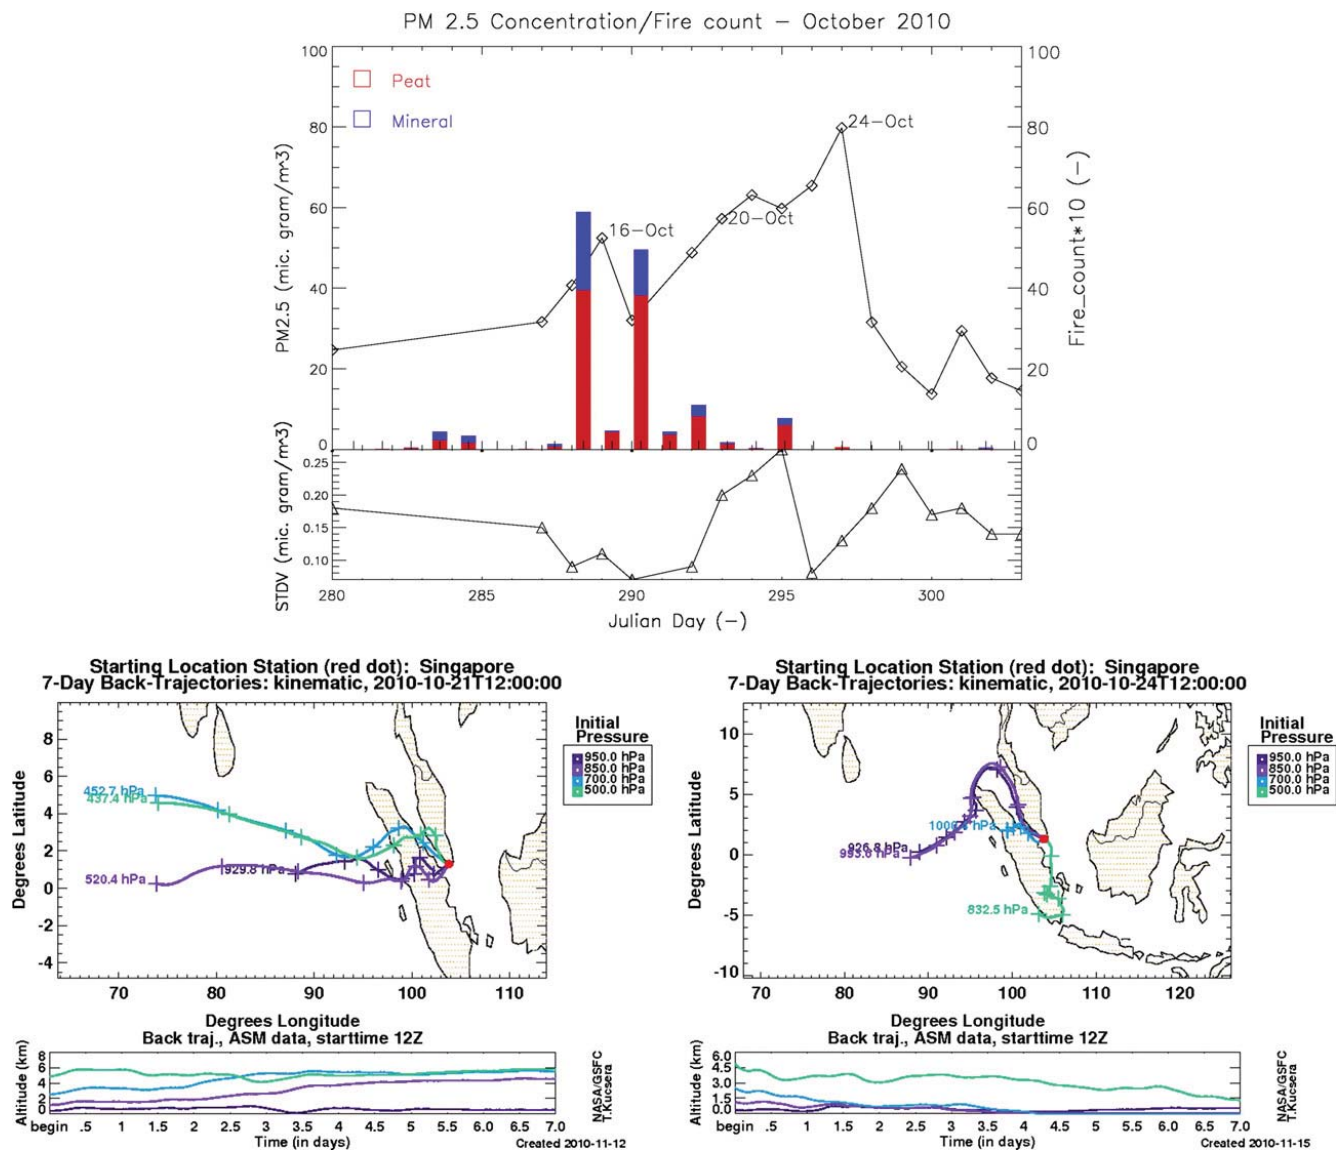 PM 2.5 Concentration/Fire count - October 2010
100
80
60
40
20
0
PM2.5 (mic. gram/m^3)
Peat
Mineral
16-Oct
20-Oct
24-Oct
100
80
60
40
20
0
Fire_count*10 (-)
0.25
0.20
0.15
0.10
STDV (mic. gram/m3)
280 285 290 295 300
Julian Day (-)
Starting Location Station (red dot): Singapore
7-Day Back-Trajectories: kinematic, 2010-10-21T12:00:00
8
6
4
2
0
-2
-4
Degrees Latitude
452.7 hPa
437.4 hPa
520.4 hPa
929.8 hPa
Initial
Pressure
950.0 hPa
850.0 hPa
700.0 hPa
500.0 hPa
70 80 90 100 110
Degrees Longitude
Back traj., ASM data, starttime 12Z
8
6
4
2
0
Altitude (km)
begin .5 1 1.5 2 2.5 3 3.5 4 4.5 5 5.5 6.0 6.5 7.0
Time (in days)
NASA/GSFC
T.Kucsera
Created 2010-11-12
Starting Location Station (red dot): Singapore
7-Day Back-Trajectories: kinematic, 2010-10-24T12:00:00
10
5
0
-5
-10
Degrees Latitude
926.8 hPa
832.5 hPa
Initial
Pressure
950.0 hPa
850.0 hPa
700.0 hPa
500.0 hPa
70 80 90 100 110 120
Degrees Longitude
Back traj., ASM data, starttime 12Z
6.0
4.5
3.0
1.5
0.0
Altitude (km)
begin .5 1 1.5 2 2.5 3 3.5 4 4.5 5 5.5 6.0 6.5 7.0
Time (in days)
NASA/GSFC
T.Kucsera
Created 2010-11-15